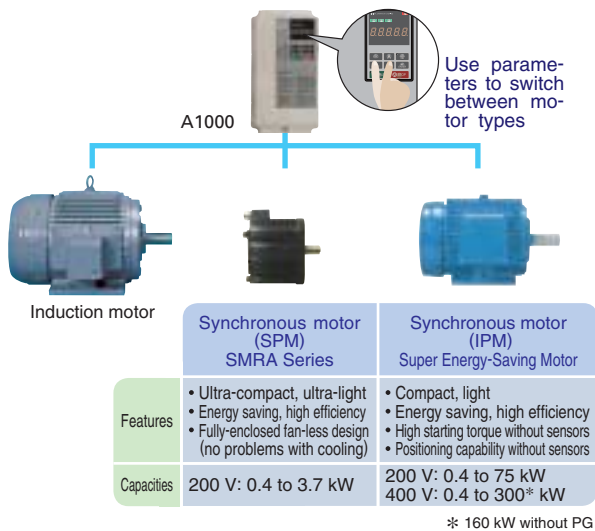 88888
Use parame-
ters to switch
between mo-
tor types
A1000
Induction motor
Synchronous motor
(SPM)
SMRA Series
Synchronous motor
(IPM)
Super Energy-Saving Motor
Features
• Ultra-compact, ultra-light
• Energy saving, high efficiency
• Fully-enclosed fan-less design
(no problems with cooling)
• Compact, light
• Energy saving, high efficiency
• High starting torque without sensors
• Positioning capability without sensors
Capacities
200 V: 0.4 to 3.7 kW
200 V: 0.4 to 75 kW
400 V: 0.4 to 300* kW
* 160 kW without PG